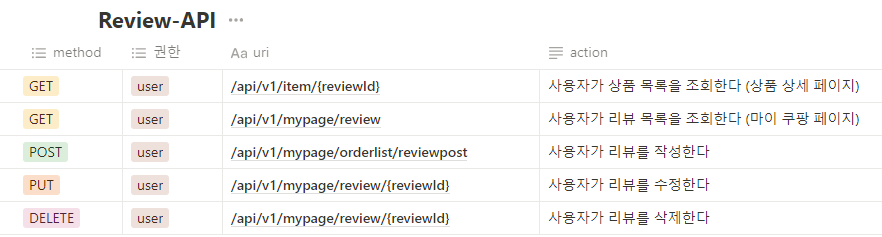 Review-API ···
method 권한 Aa uri action
GET user /api/v1/item/{reviewId} 사용자가 상품 목록을 조회한다 (상품 상세 페이지)
GET user /api/v1/mypage/review 사용자가 리뷰 목록을 조회한다 (마이 쿠팡 페이지)
POST user /api/v1/mypage/orderlist/reviewpost 사용자가 리뷰를 작성한다
PUT user /api/v1/mypage/review/{reviewId} 사용자가 리뷰를 수정한다
DELETE user /api/v1/mypage/review/{reviewId} 사용자가 리뷰를 삭제한다